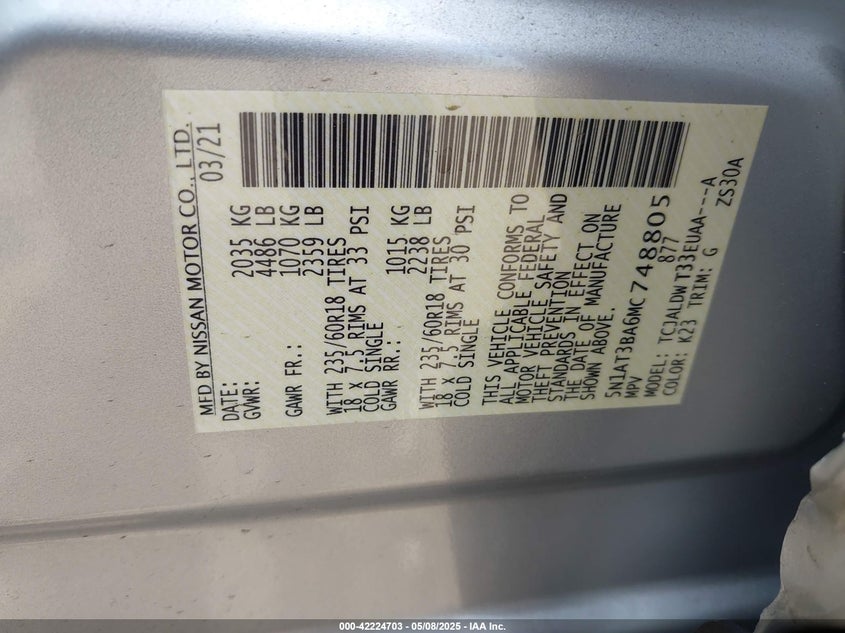 MFD BY NISSAN MOTOR CO., LTD.
DATE: 03/21
GVWR: 2035 KG
4486 LB
GAWR FR.: 1070 KG
2359 LB
WITH 235/60R18 TIRES
18 x 7.5 RIMS AT 33 PSI
COLD SINGLE
GAWR RR.: 1015 KG
2238 LB
WITH 235/60R18 TIRES
18 x 7.5 RIMS AT 30 PSI
COLD SINGLE
THIS VEHICLE CONFORMS TO
ALL APPLICABLE FEDERAL
MOTOR VEHICLE SAFETY AND
THEFT PREVENTION
STANDARDS IN EFFECT ON
THE DATE OF MANUFACTURE
SHOWN ABOVE.
5N1AT3BA6MC748805
MPV 877
MODEL: TCJALDWT33EUAA---A
COLOR: K23 TRIM: G ZS30A
000-42224703 - 05/08/2025 - IAA Inc.